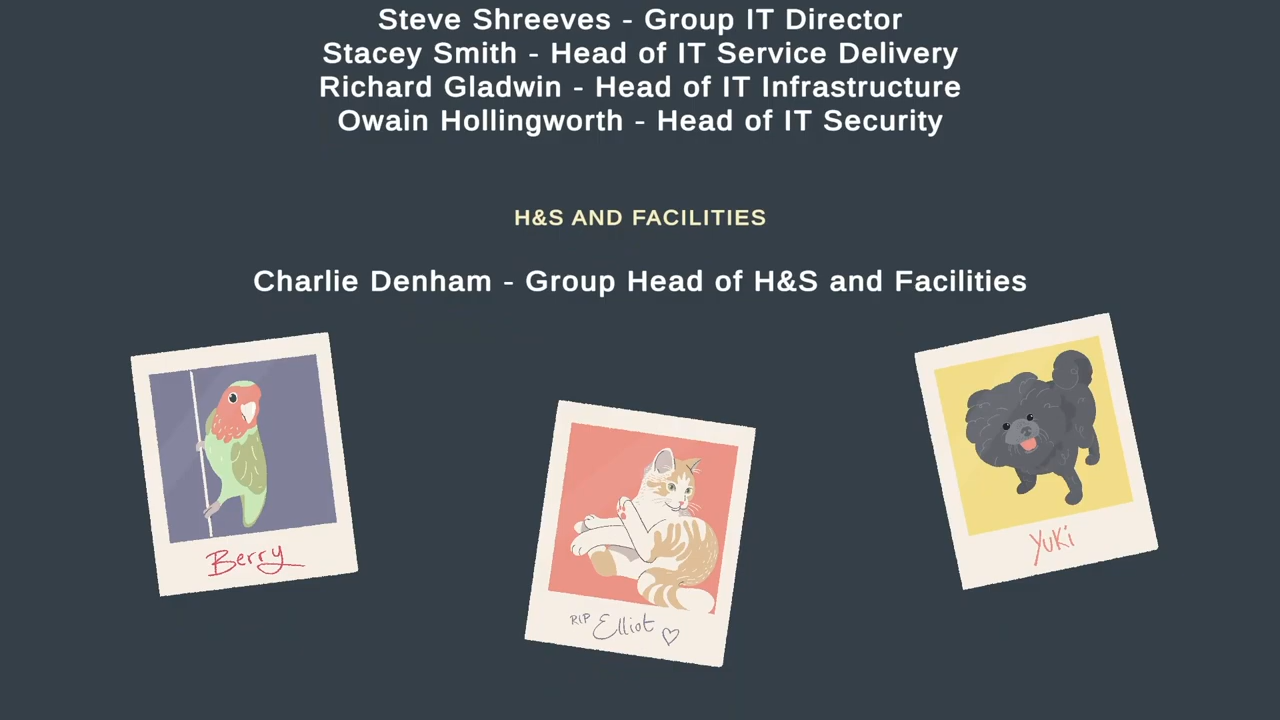 Steve Shreeves - Group IT Director
Stacey Smith - Head of IT Service Delivery
Richard Gladwin - Head of IT Infrastructure
Owain Hollingworth - Head of IT Security
H&S AND FACILITIES
Charlie Denham - Group Head of H&S and Facilities
Berry
RIP Elliot ♡
Yuki